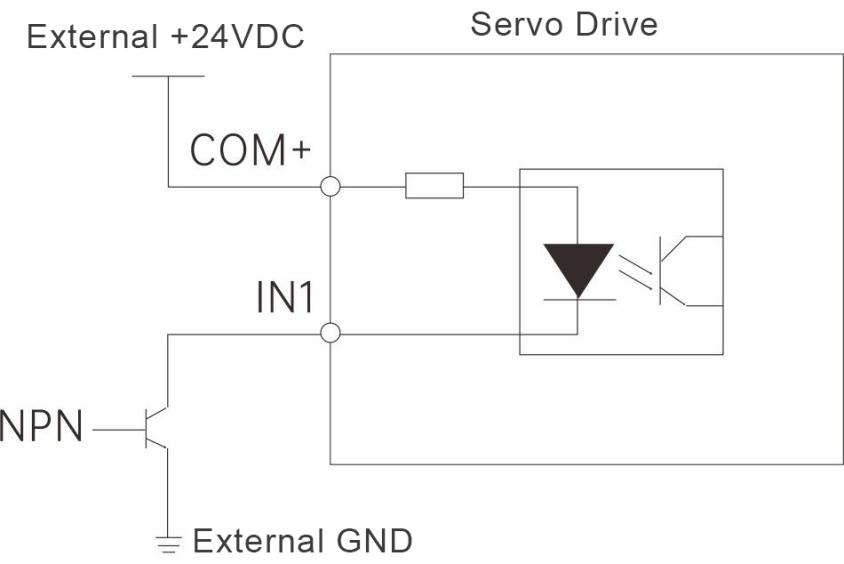 Servo Drive
External +24VDC
COM+
IN1
NPN
External GND